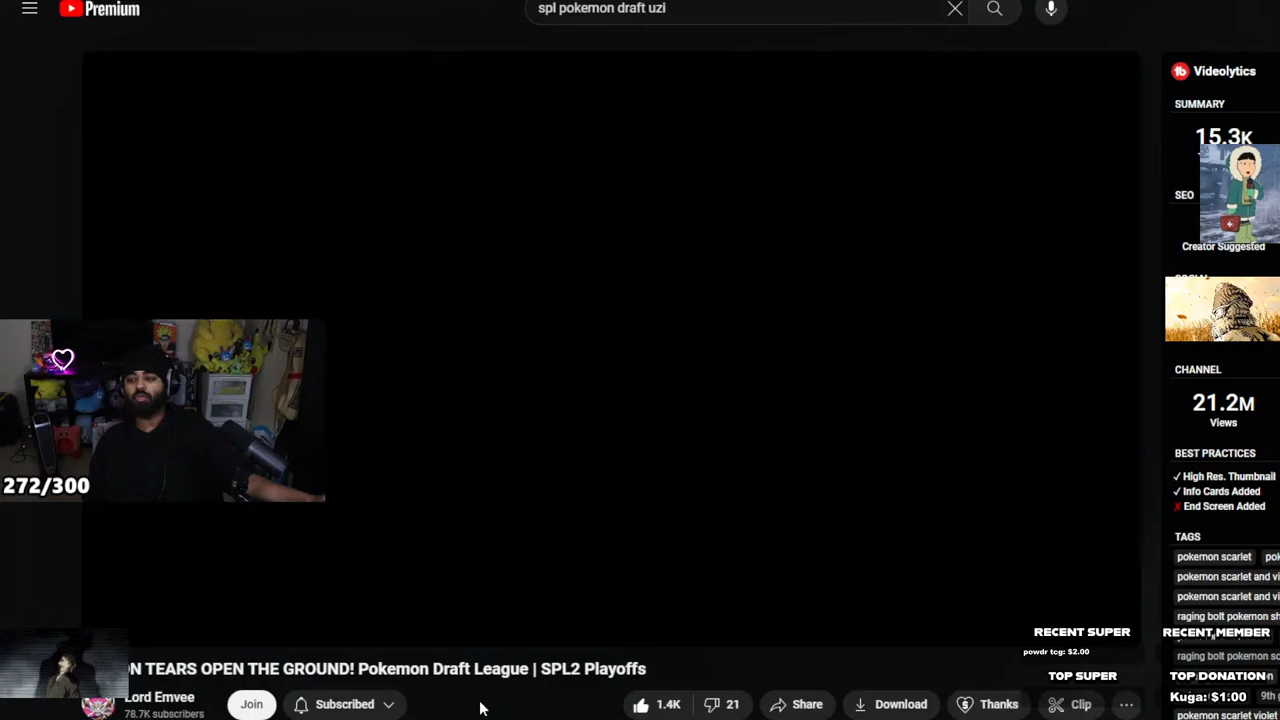 Premium
spl pokemon draft uzi
Videolytics
SUMMARY
15.3K
SEO
Creator Suggested
CHANNEL
21.2M
Views
BEST PRACTICES
✓ High Res. Thumbnail
✓ Info Cards Added
✗ End Screen Added
TAGS
pokemon scarlet
pokemon scarlet and vi
pokemon scarlet and vi
raging bolt pokemon sh
272/300
RECENT SUPER
powdr tcg: $2.00
RECENT MEMBER
raging bolt pokemon sc
TOP SUPER
TOP DONATION
Kuga: $1.00
9th
pokemon scarlet violet
ON TEARS OPEN THE GROUND! Pokemon Draft League | SPL2 Playoffs
Lord Emvee
78.7K subscribers
Join
Subscribed
1.4K
21
Share
Download
Thanks
Clip